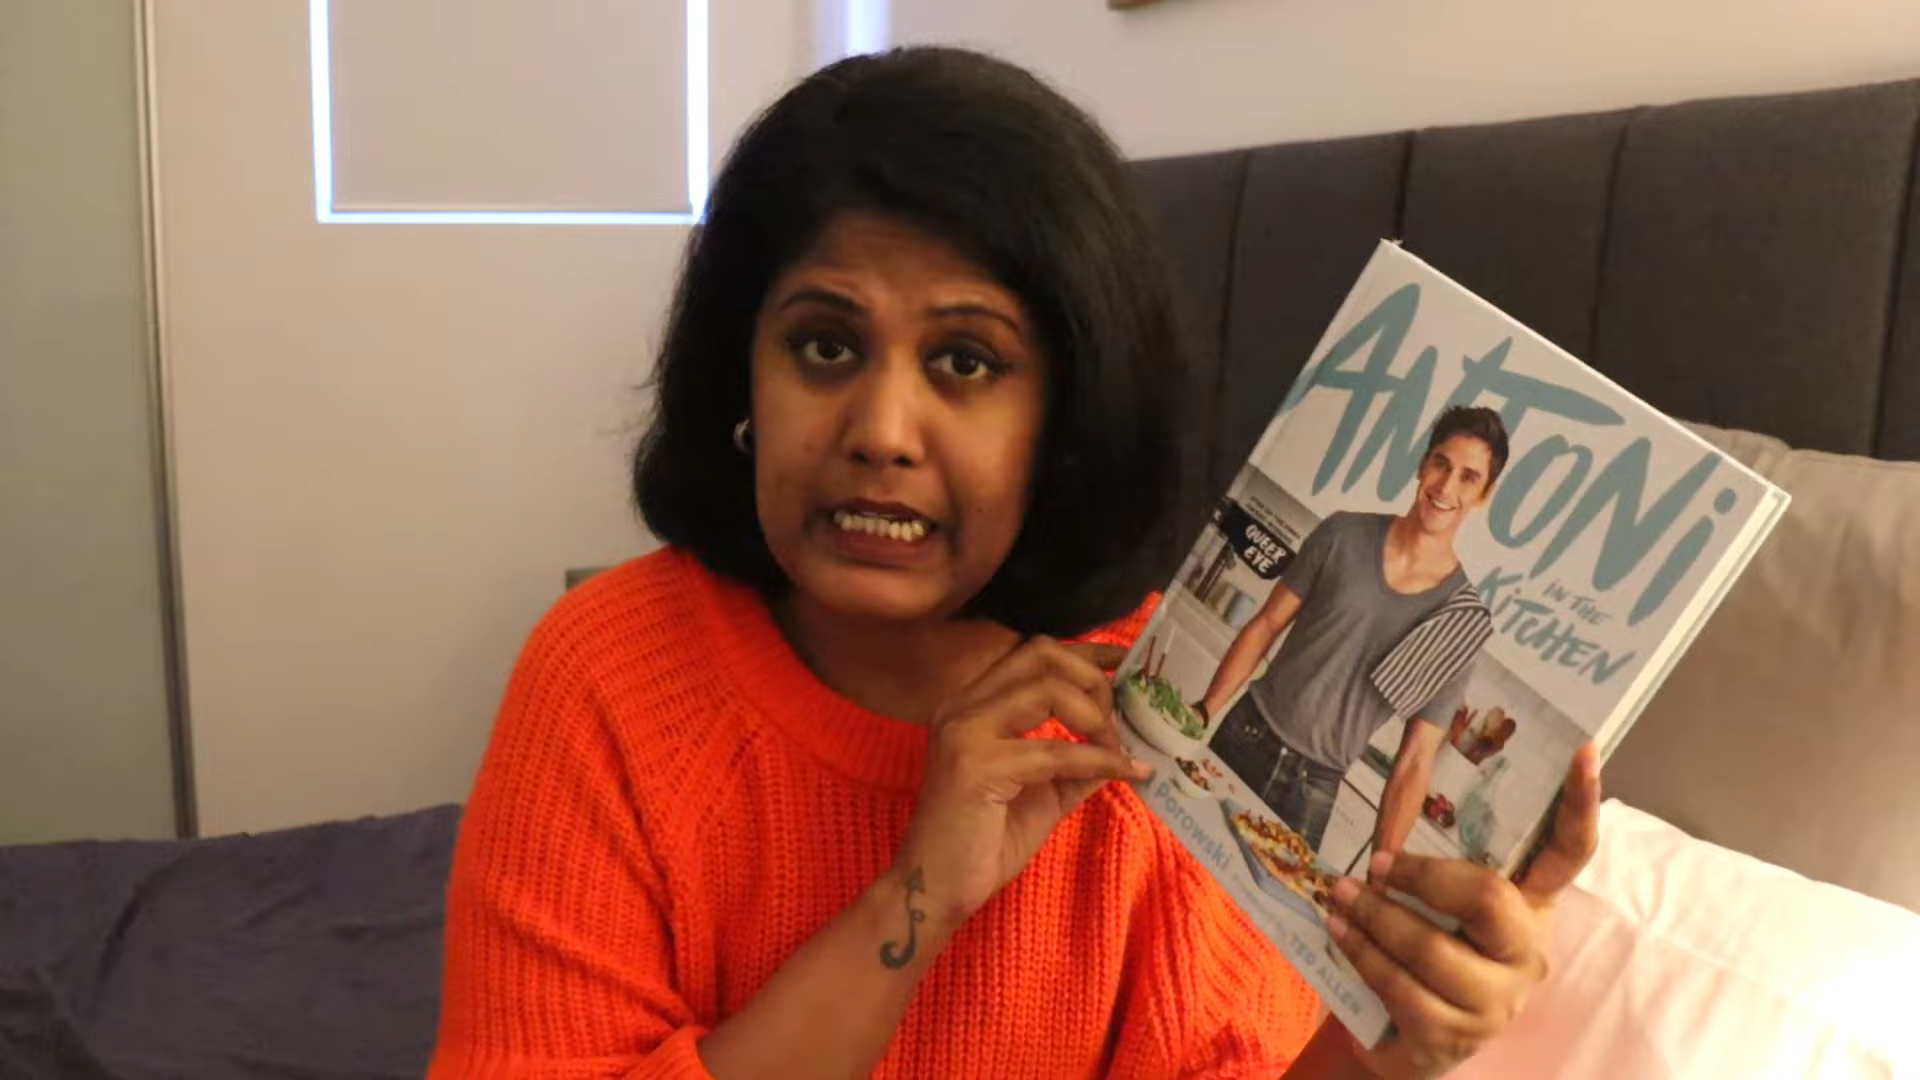 ANTONI
IN THE
KITCHEN
QUEER
EYE
POROWSKI
TED ALLEN